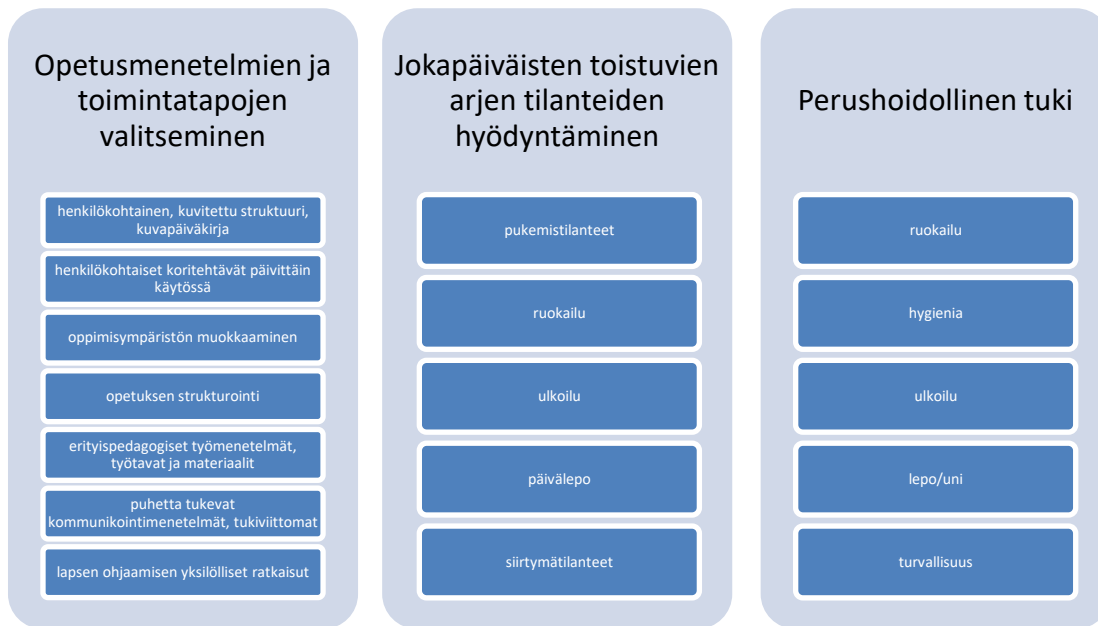 Opetusmenetelmien ja
toimintatapojen
valitseminen
henkilökohtainen, kuvitettu struktuuri,
kuvapäiväkirja
henkilökohtaiset koritehtävät päivittäin
käytössä
oppimisympäristön muokkaaminen
opetuksen strukturointi
erityispedagogiset työmenetelmät,
työtavat ja materiaalit
puhetta tukevat
kommunikointimenetelmät, tukiviittomat
lapsen ohjaamisen yksilölliset ratkaisut
Jokapäiväisten toistuvien
arjen tilanteiden
hyödyntäminen
pukemistilanteet
ruokailu
ulkoilu
päivälepo
siirtymätilanteet
Perushoidollinen tuki
ruokailu
hygienia
ulkoilu
lepo/uni
turvallisuus